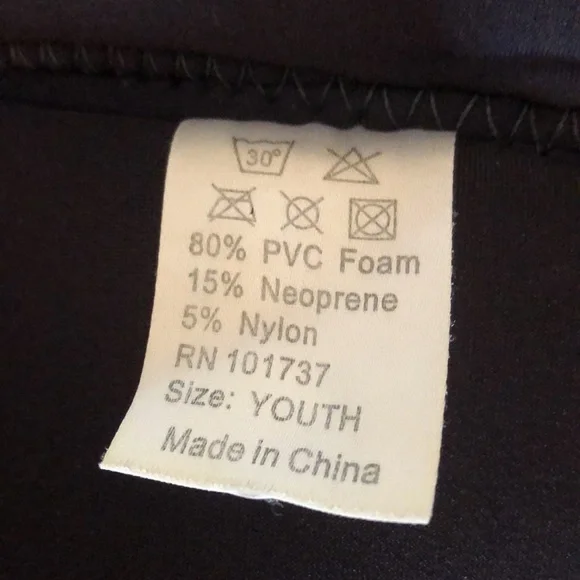 30°
80% PVC Foam
15% Neoprene
5% Nylon
RN 101737
Size: YOUTH
Made in China